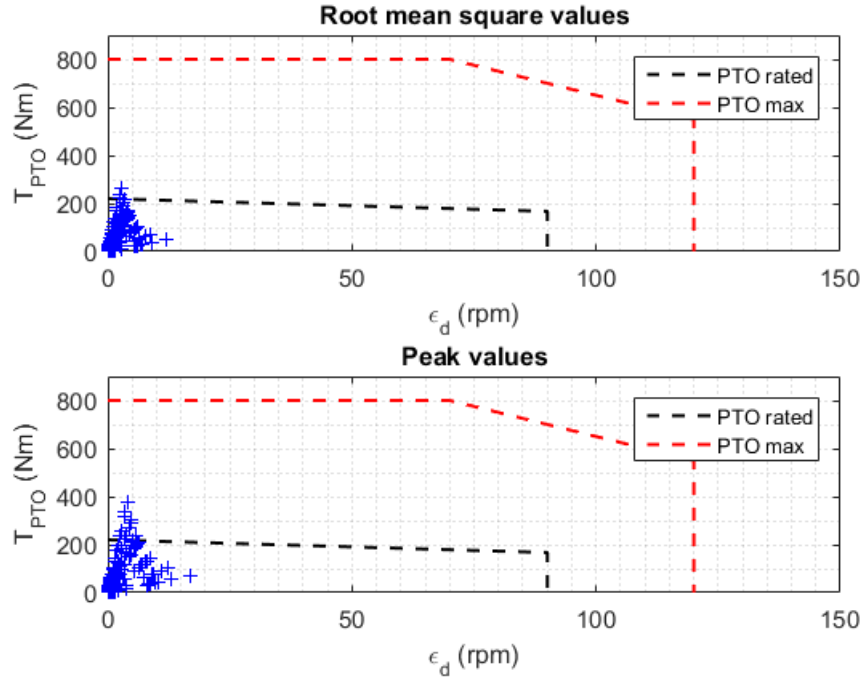 Root mean square values
800
600
400
200
0
T_PTO (Nm)
PTO rated
PTO max
0
50
100
150
ϵ_d (rpm)
Peak values
800
600
400
200
0
T_PTO (Nm)
PTO rated
PTO max
0
50
100
150
ϵ_d (rpm)